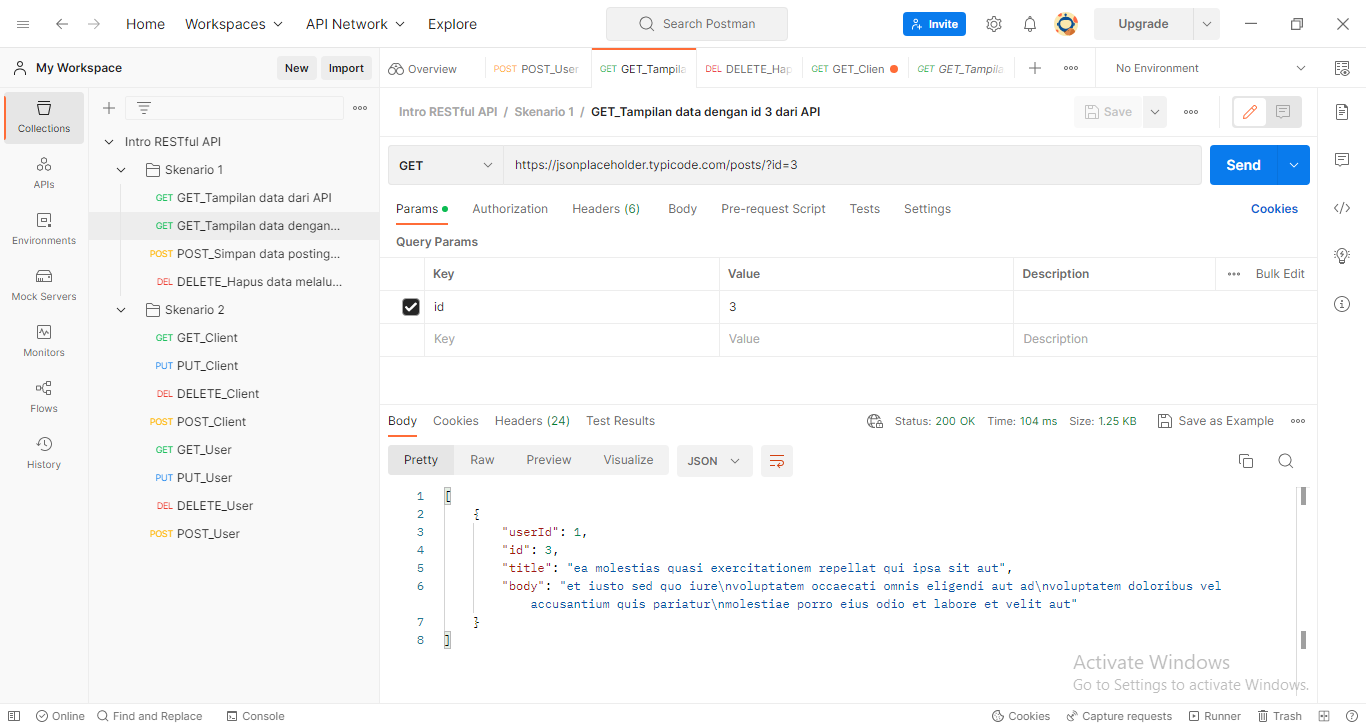 Home Workspaces API Network Explore Search Postman Invite Upgrade
My Workspace New Import Overview POST POST_User GET GET_Tampila DEL DELETE_Hap GET GET_Clien GET GET_Tampila No Environment
Collections
APIs
Environments
Mock Servers
Monitors
Flows
History
Intro RESTful API
Skenario 1
GET GET_Tampilan data dari API
GET GET_Tampilan data dengan...
POST POST_Simpan data posting...
DEL DELETE_Hapus data melalu...
Skenario 2
GET GET_Client
PUT PUT_Client
DEL DELETE_Client
POST POST_Client
GET GET_User
PUT PUT_User
DEL DELETE_User
POST POST_User
Intro RESTful API / Skenario 1 / GET_Tampilan data dengan id 3 dari API Save
GET https://jsonplaceholder.typicode.com/posts/?id=3 Send
Params Authorization Headers (6) Body Pre-request Script Tests Settings Cookies
Query Params
Key Value Description Bulk Edit
id 3
Key Value Description
Body Cookies Headers (24) Test Results Status: 200 OK Time: 104 ms Size: 1.25 KB Save as Example
Pretty Raw Preview Visualize JSON
1 [
2 {
3 "userId": 1,
4 "id": 3,
5 "title": "ea molestias quasi exercitationem repellat qui ipsa sit aut",
6 "body": "et iusto sed quo iure\nvoluptatem occaecati omnis eligendi aut ad\nvoluptatem doloribus vel
accusantium quis pariatur\nmolestiae porro eius odio et labore et velit aut"
7 }
8 ]
Activate Windows
Go to Settings to activate Windows.
Online Find and Replace Console Cookies Capture requests Runner Trash